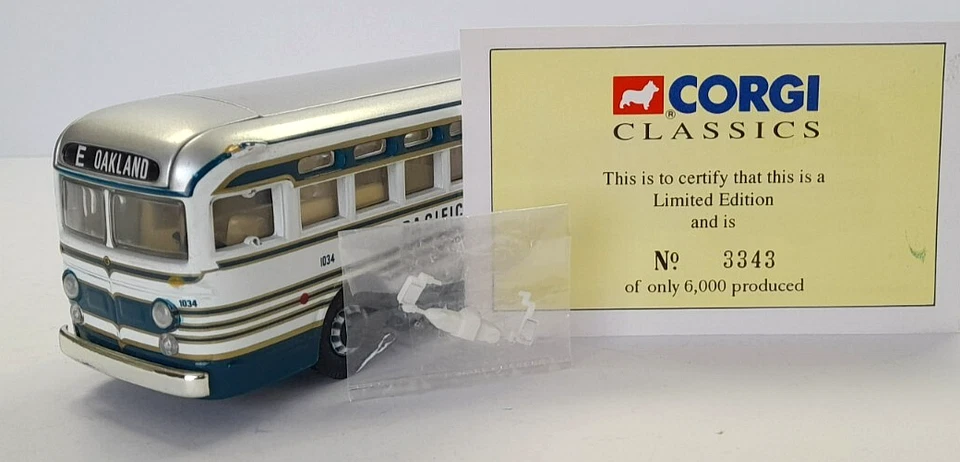 E OAKLAND
1034
1034
PACIFIC
CORGI
®
CLASSICS
This is to certify that this is a
Limited Edition
and is
Nº 3343
of only 6,000 produced